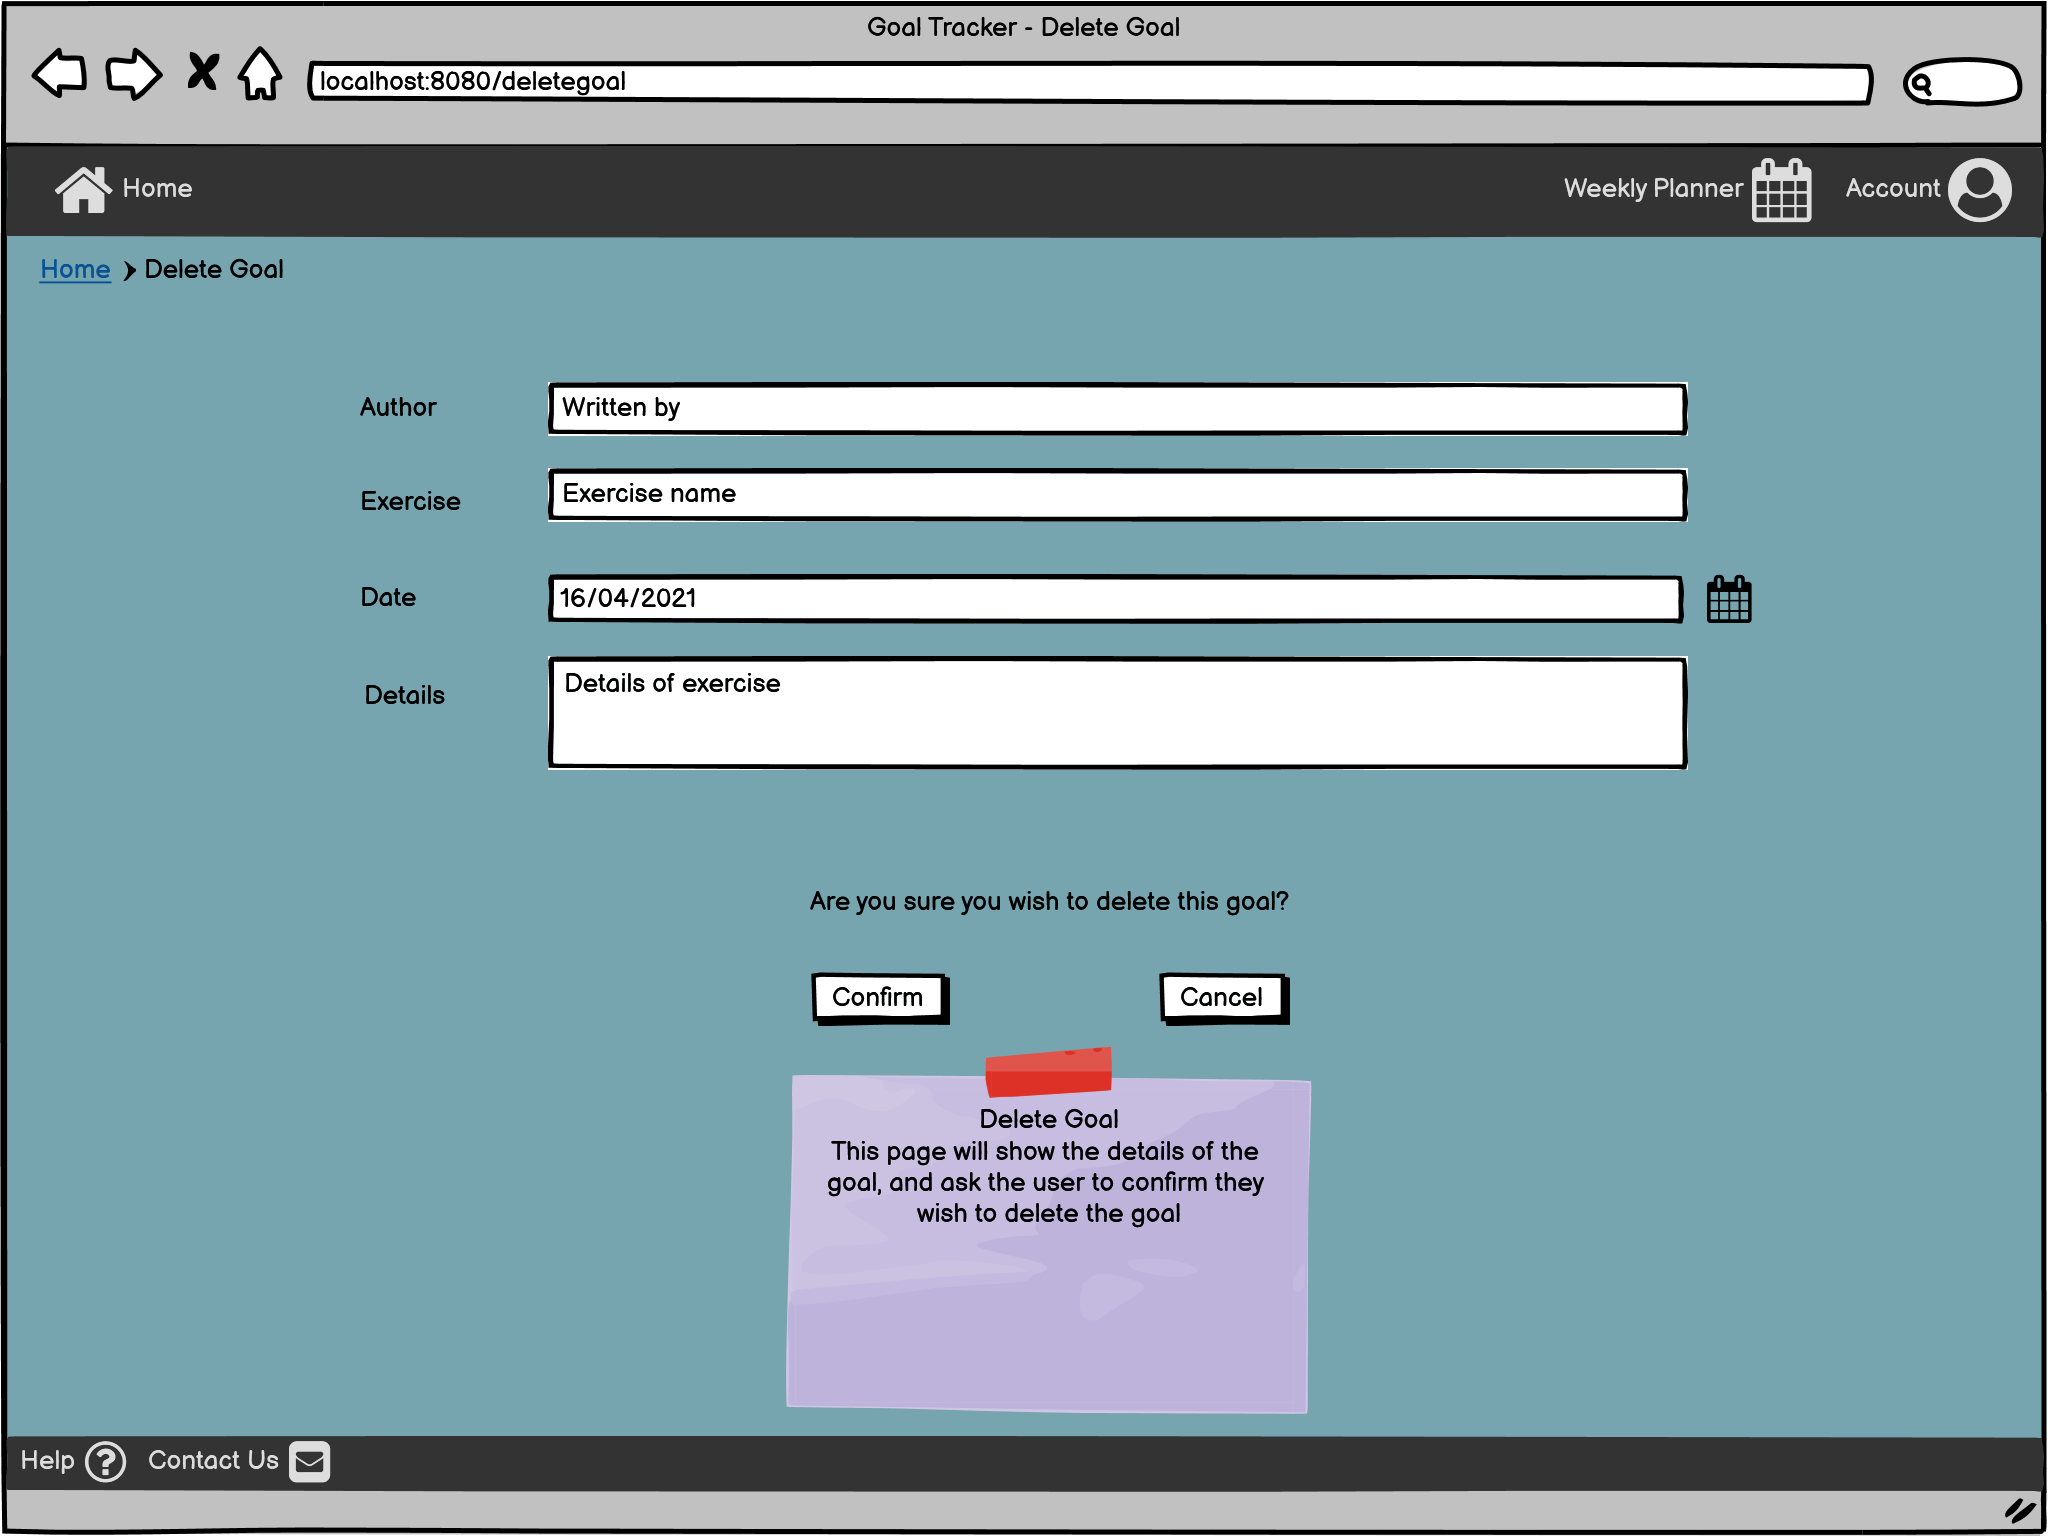 Goal Tracker - Delete Goal
localhost:8080/deletegoal
Home
Weekly Planner
Account
Home
Delete Goal
Author
Written by
Exercise
Exercise name
Date
16/04/2021
Details
Details of exercise
Are you sure you wish to delete this goal?
Confirm
Cancel
Delete Goal
This page will show the details of the
goal, and ask the user to confirm they
wish to delete the goal
Help
Contact Us